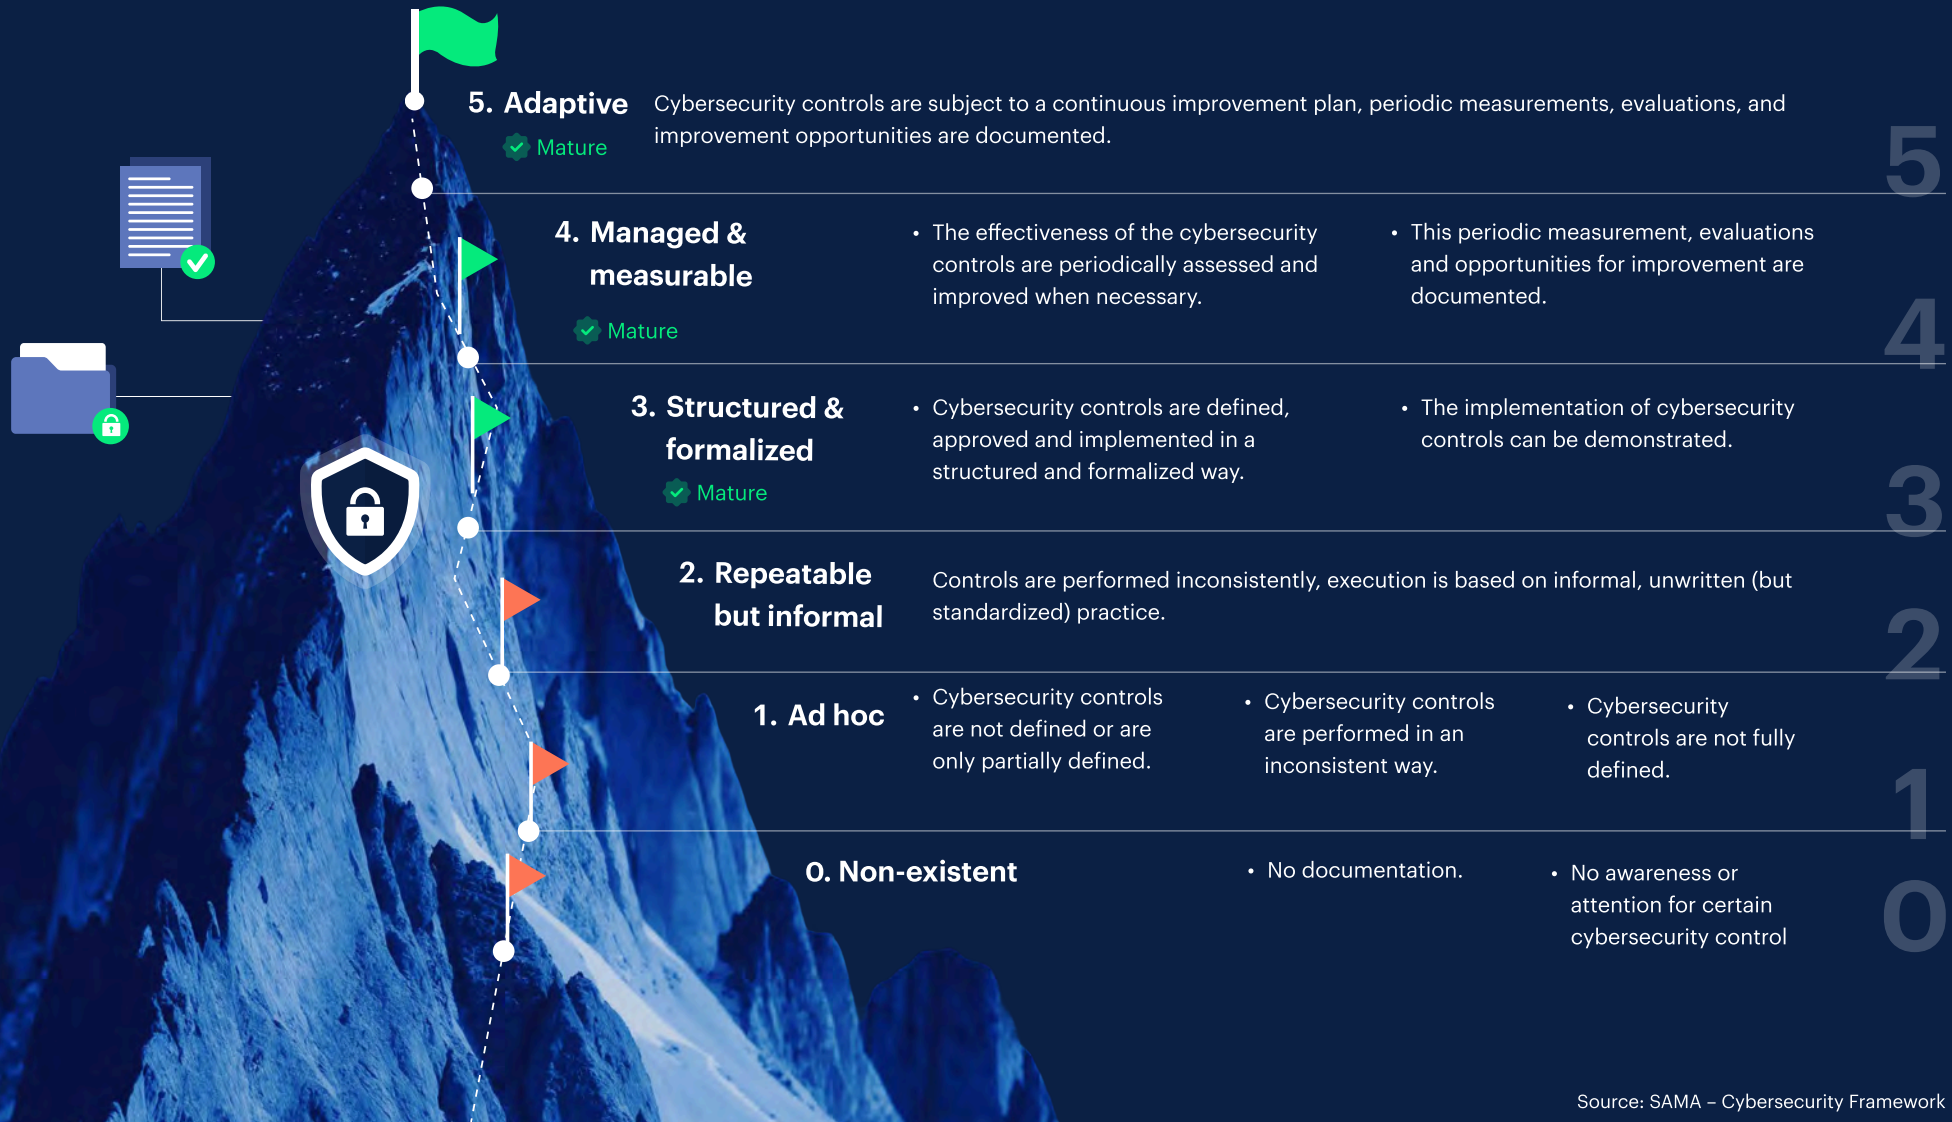 5. Adaptive
Mature
Cybersecurity controls are subject to a continuous improvement plan, periodic measurements, evaluations, and
improvement opportunities are documented.
5
4. Managed &
measurable
Mature
• The effectiveness of the cybersecurity
controls are periodically assessed and
improved when necessary.
• This periodic measurement, evaluations
and opportunities for improvement are
documented.
4
3. Structured &
formalized
Mature
• Cybersecurity controls are defined,
approved and implemented in a
structured and formalized way.
• The implementation of cybersecurity
controls can be demonstrated.
3
2. Repeatable
but informal
Controls are performed inconsistently, execution is based on informal, unwritten (but
standardized) practice.
2
1. Ad hoc
• Cybersecurity controls
are not defined or are
only partially defined.
• Cybersecurity controls
are performed in an
inconsistent way.
• Cybersecurity
controls are not fully
defined.
1
0. Non-existent
• No documentation.
• No awareness or
attention for certain
cybersecurity control
0
Source: SAMA – Cybersecurity Framework